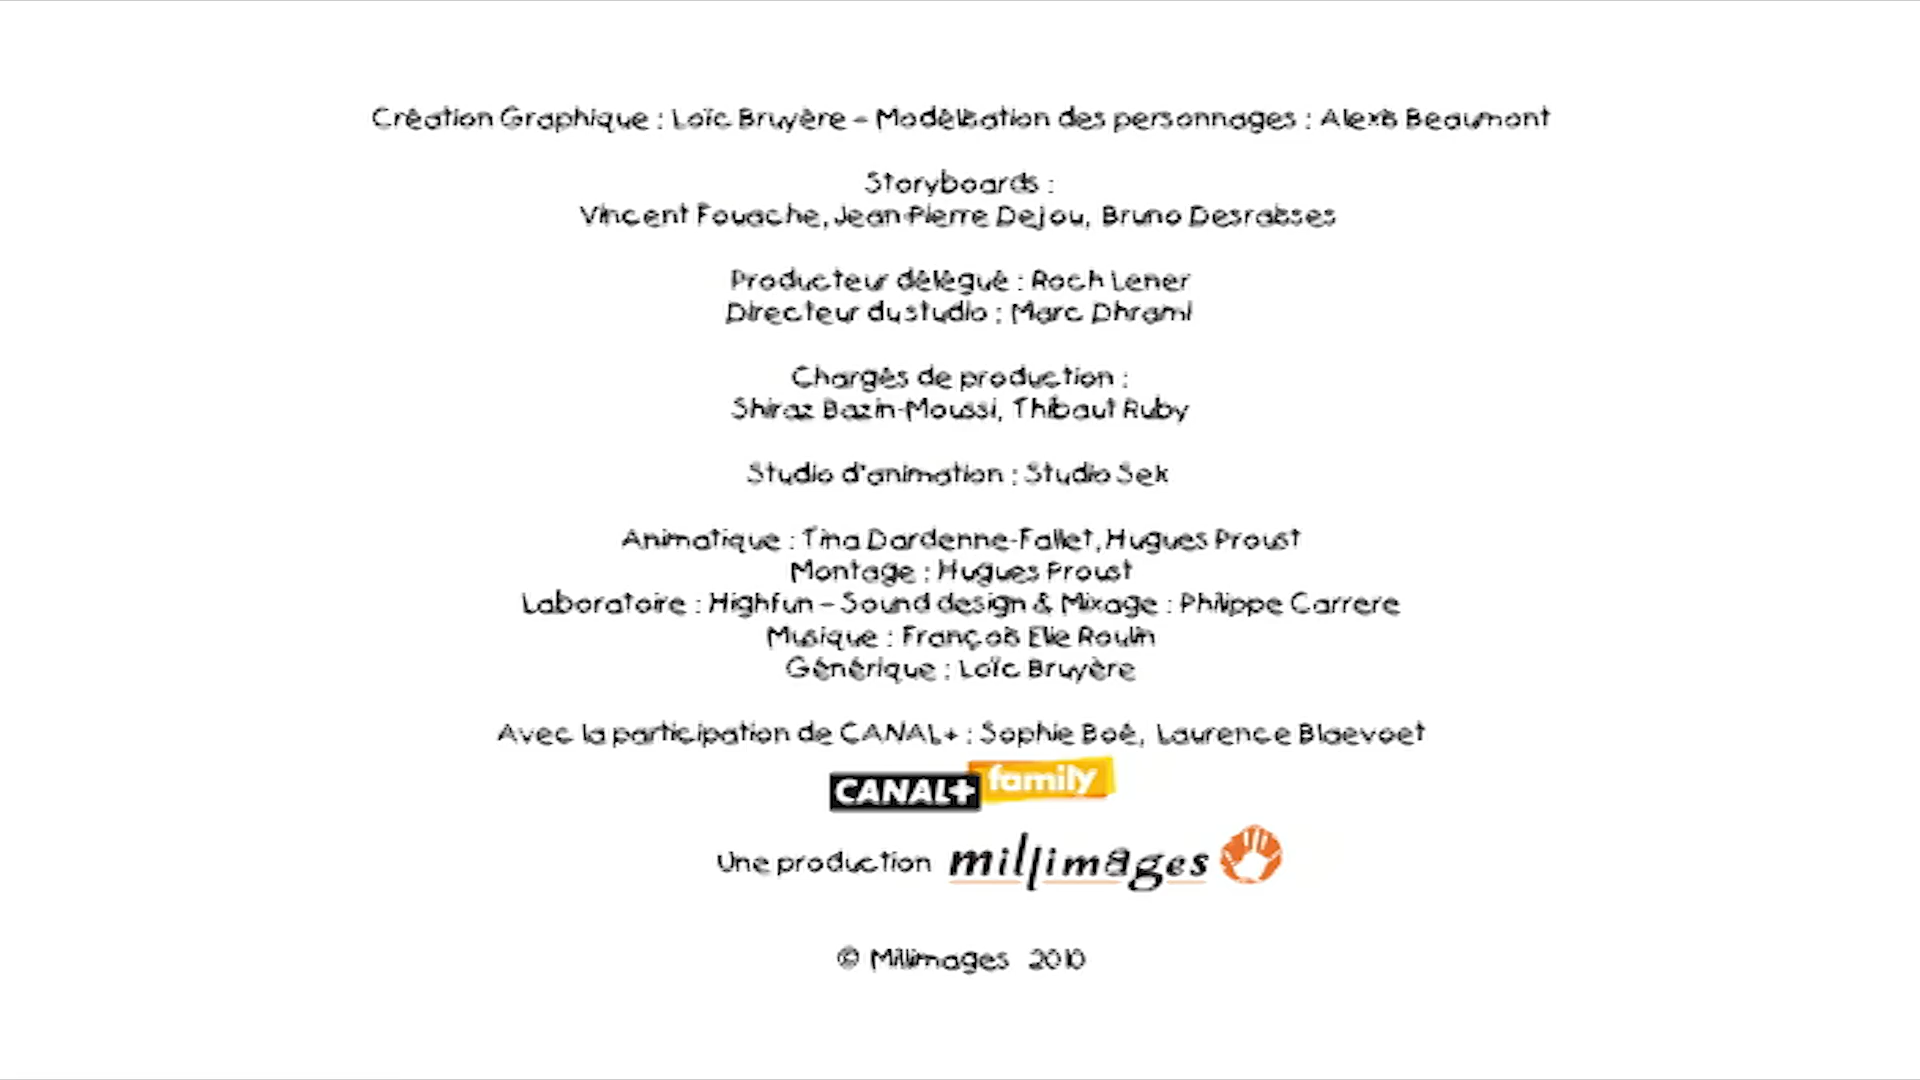 Création Graphique : Loïc Bruyère - Modélisation des personnages : Alexis Beaumont
Storyboards :
Vincent Fouache, Jean-Pierre Dejou, Bruno Desraisses
Producteur délégué : Roch Lener
Directeur du studio : Marc Dhrami
Chargés de production :
Shiraz Bazin-Moussi, Thibaut Ruby
Studio d'animation : Studio Sek
Animatique : Tina Dardenne-Fallet, Hugues Proust
Montage : Hugues Proust
Laboratoire : Highfun - Sound design & Mixage : Philippe Carrere
Musique : François Elie Roulin
Générique : Loïc Bruyère
Avec la participation de CANAL+ : Sophie Boé, Laurence Blaevoet
CANAL+ family
Une production millimages
© Millimages 2010